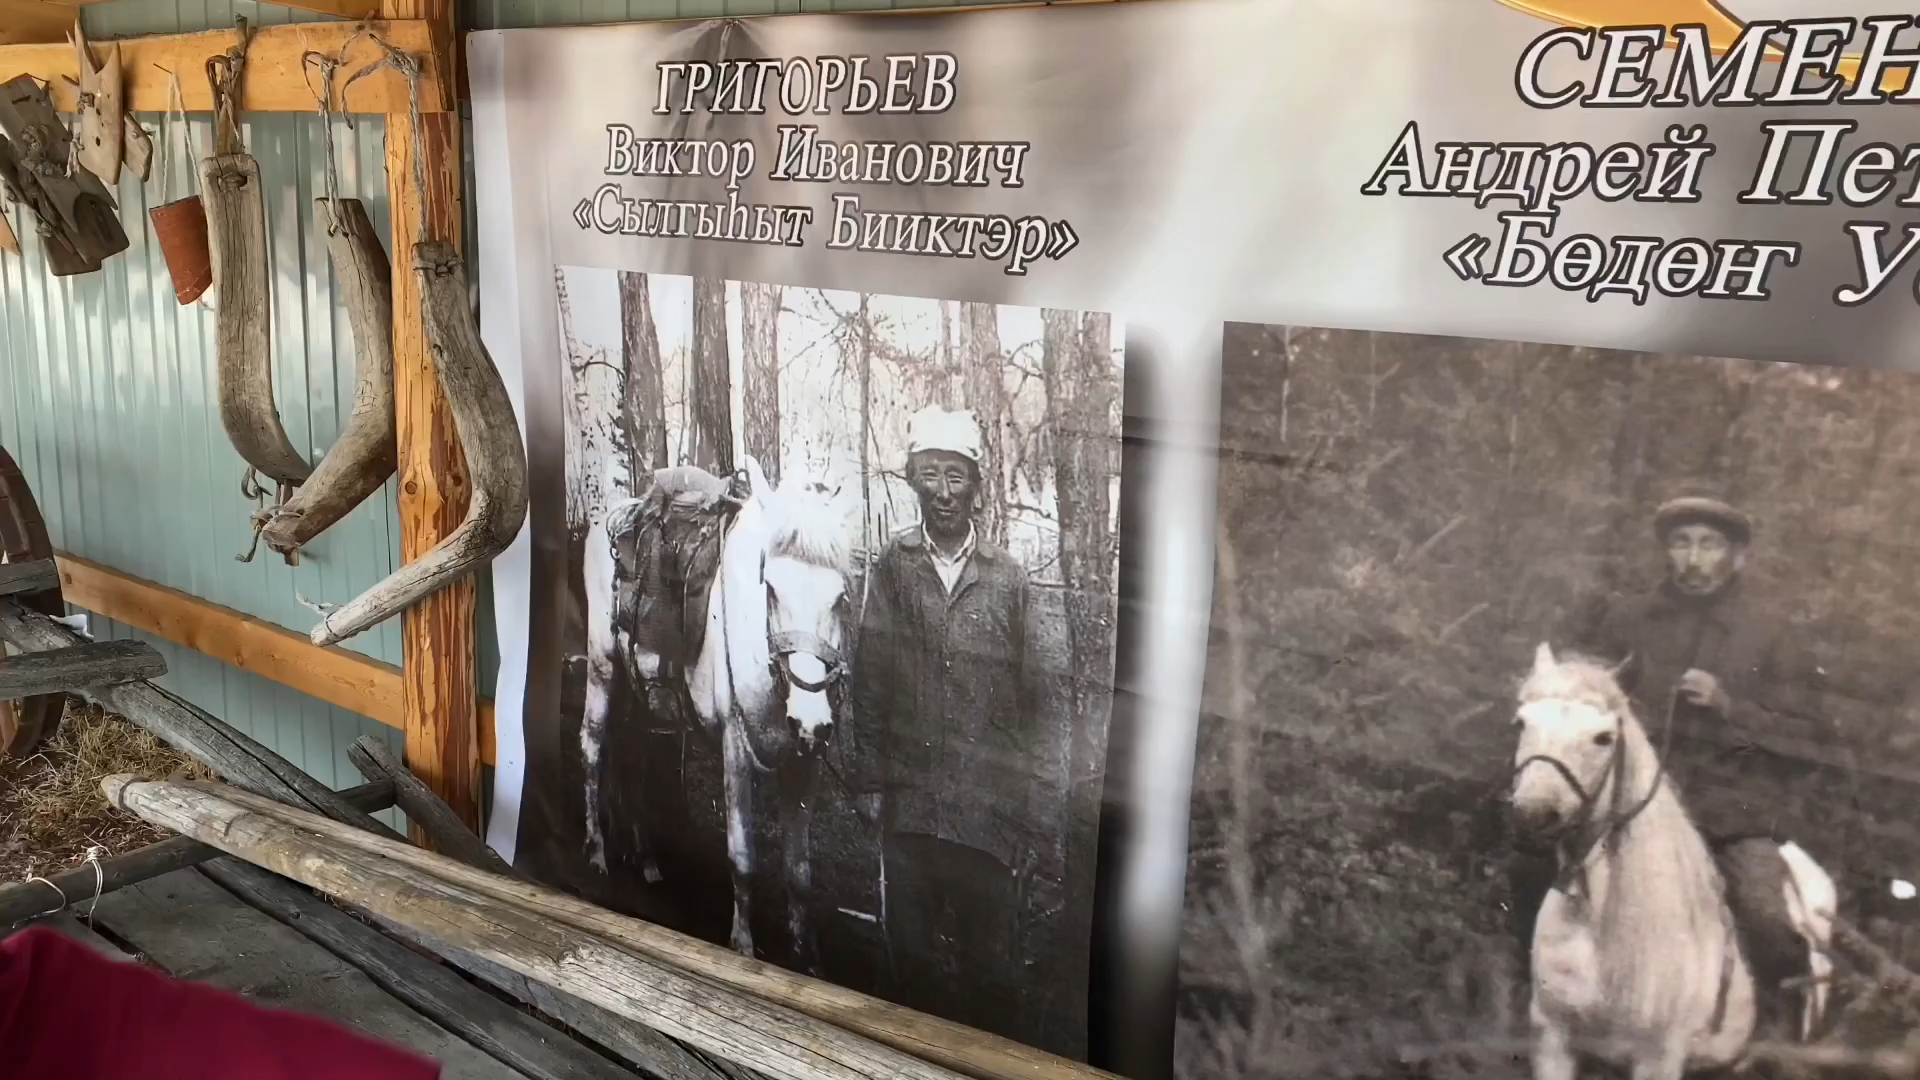 ГРИГОРЬЕВ
Виктор Иванович
«Сылгыһыт Бииктэр»
СЕМЕН
Андрей Пет
«Бөдөҥ У